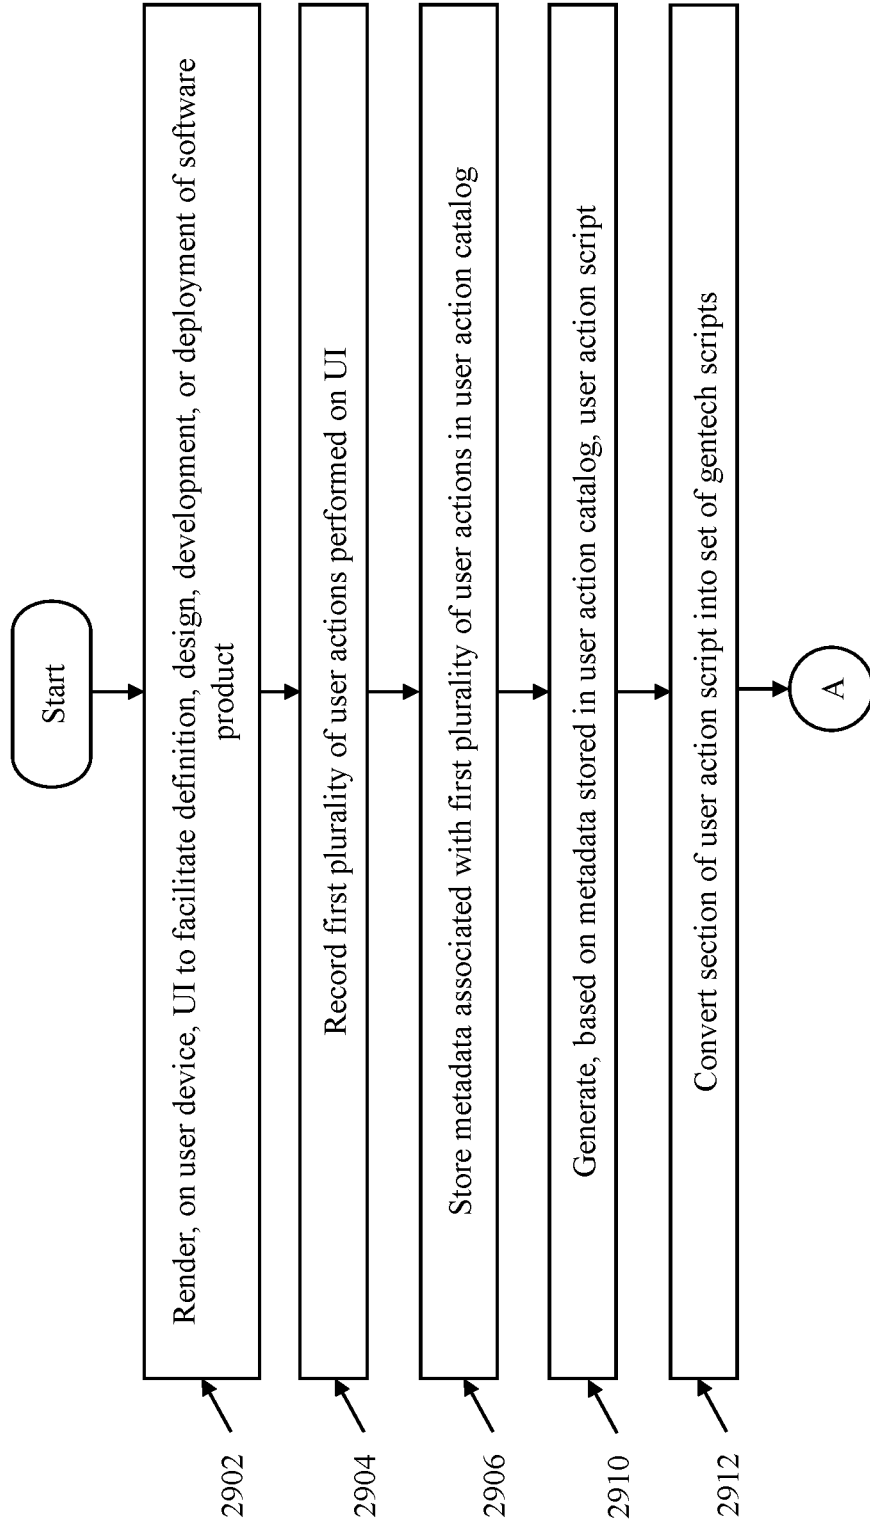 Start
Render, on user device, UI to facilitate definition, design, development, or deployment of software
product
2902
Record first plurality of user actions performed on UI
2904
Store metadata associated with first plurality of user actions in user action catalog
2906
Generate, based on metadata stored in user action catalog, user action script
2910
Convert section of user action script into set of gentech scripts
2912
A